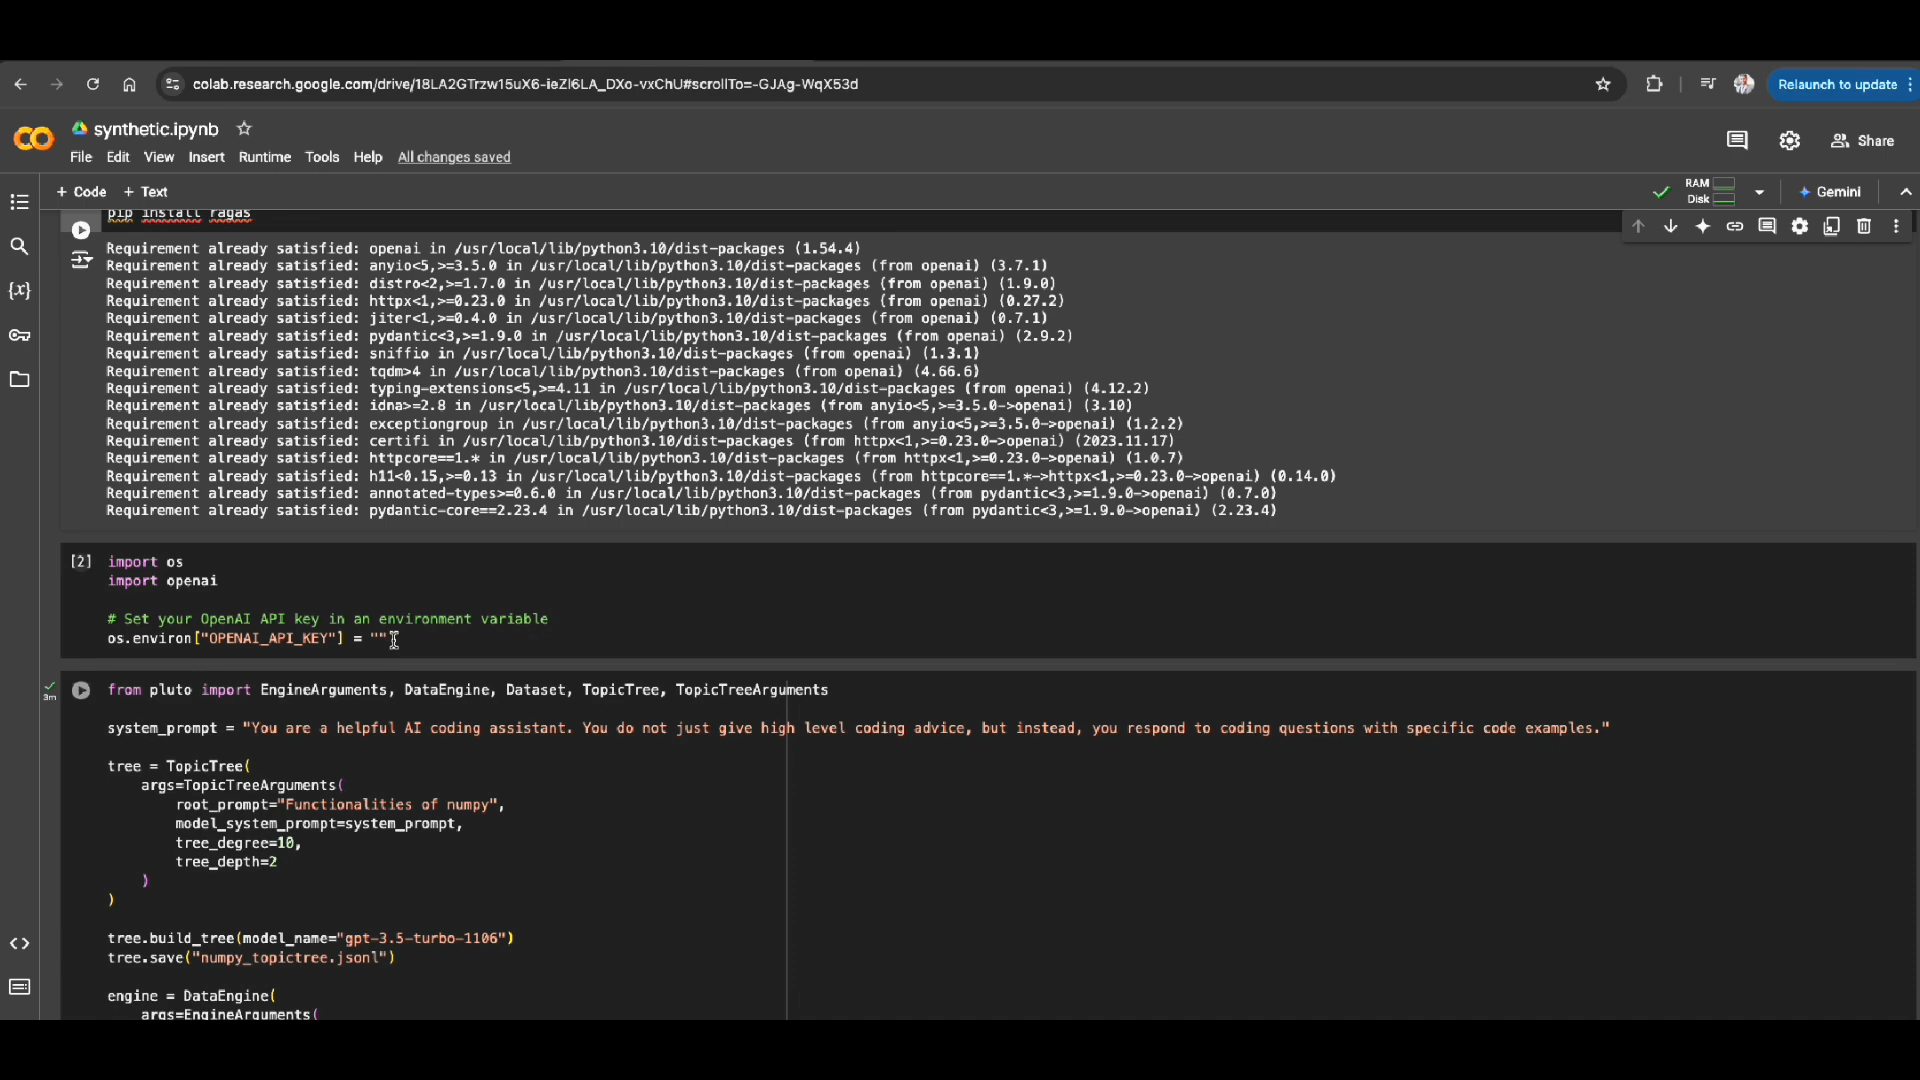 colab.research.google.com/drive/18LA2GTrzw15uX6-ieZl6LA_DXo-vxChU#scrollTo=-GJAg-WqX53d
Relaunch to update
synthetic.ipynb
File Edit View Insert Runtime Tools Help All changes saved
Share
+ Code + Text
RAM
Disk
Gemini
pip install ragas
Requirement already satisfied: openai in /usr/local/lib/python3.10/dist-packages (1.54.4)
Requirement already satisfied: anyio<5,>=3.5.0 in /usr/local/lib/python3.10/dist-packages (from openai) (3.7.1)
Requirement already satisfied: distro<2,>=1.7.0 in /usr/local/lib/python3.10/dist-packages (from openai) (1.9.0)
Requirement already satisfied: httpx<1,>=0.23.0 in /usr/local/lib/python3.10/dist-packages (from openai) (0.27.2)
Requirement already satisfied: jiter<1,>=0.4.0 in /usr/local/lib/python3.10/dist-packages (from openai) (0.7.1)
Requirement already satisfied: pydantic<3,>=1.9.0 in /usr/local/lib/python3.10/dist-packages (from openai) (2.9.2)
Requirement already satisfied: sniffio in /usr/local/lib/python3.10/dist-packages (from openai) (1.3.1)
Requirement already satisfied: tqdm>4 in /usr/local/lib/python3.10/dist-packages (from openai) (4.66.6)
Requirement already satisfied: typing-extensions<5,>=4.11 in /usr/local/lib/python3.10/dist-packages (from openai) (4.12.2)
Requirement already satisfied: idna>=2.8 in /usr/local/lib/python3.10/dist-packages (from anyio<5,>=3.5.0->openai) (3.10)
Requirement already satisfied: exceptiongroup in /usr/local/lib/python3.10/dist-packages (from anyio<5,>=3.5.0->openai) (1.2.2)
Requirement already satisfied: certifi in /usr/local/lib/python3.10/dist-packages (from httpx<1,>=0.23.0->openai) (2023.11.17)
Requirement already satisfied: httpcore==1.* in /usr/local/lib/python3.10/dist-packages (from httpx<1,>=0.23.0->openai) (1.0.7)
Requirement already satisfied: h11<0.15,>=0.13 in /usr/local/lib/python3.10/dist-packages (from httpcore==1.*->httpx<1,>=0.23.0->openai) (0.14.0)
Requirement already satisfied: annotated-types>=0.6.0 in /usr/local/lib/python3.10/dist-packages (from pydantic<3,>=1.9.0->openai) (0.7.0)
Requirement already satisfied: pydantic-core==2.23.4 in /usr/local/lib/python3.10/dist-packages (from pydantic<3,>=1.9.0->openai) (2.23.4)
[2] import os
import openai
# Set your OpenAI API key in an environment variable
os.environ["OPENAI_API_KEY"] = ""
3m
from pluto import EngineArguments, DataEngine, Dataset, TopicTree, TopicTreeArguments
system_prompt = "You are a helpful AI coding assistant. You do not just give high level coding advice, but instead, you respond to coding questions with specific code examples."
tree = TopicTree(
args=TopicTreeArguments(
root_prompt="Functionalities of numpy",
model_system_prompt=system_prompt,
tree_degree=10,
tree_depth=2
)
)
tree.build_tree(model_name="gpt-3.5-turbo-1106")
tree.save("numpy_topictree.jsonl")
engine = DataEngine(
args=EngineArguments(